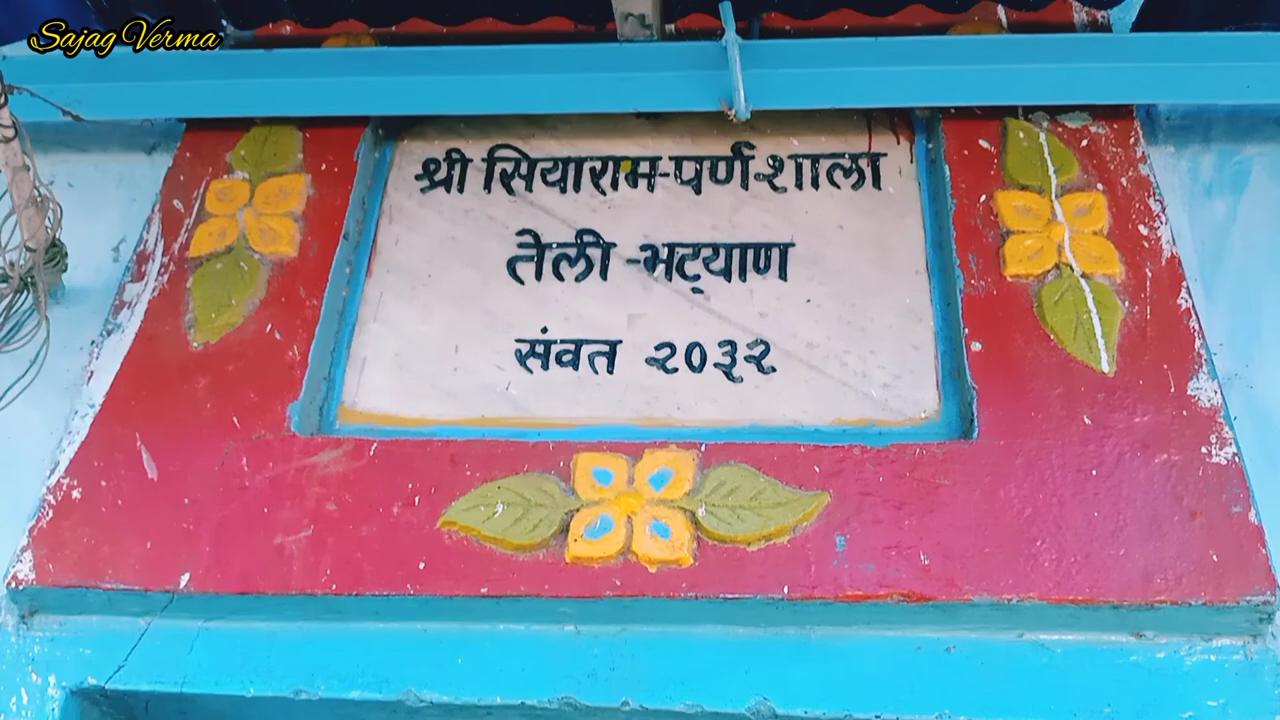 Sajag Verma
श्री सियाराम-पर्णशाला
तेली -भट्याण
संवत २०३२